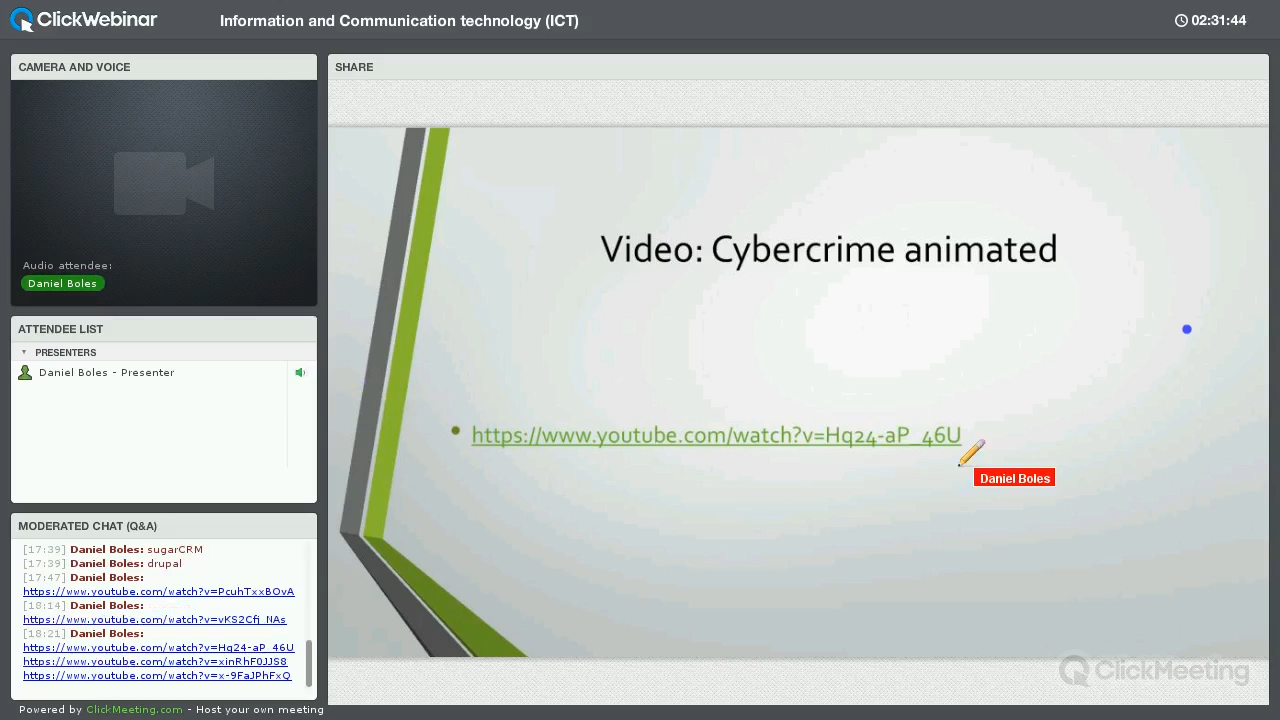 ClickWebinar
Information and Communication technology (ICT)
02:31:44
CAMERA AND VOICE
Audio attendee:
Daniel Boles
ATTENDEE LIST
PRESENTERS
Daniel Boles - Presenter
MODERATED CHAT (Q&A)
[17:39] Daniel Boles: sugarCRM
[17:39] Daniel Boles: drupal
[17:47] Daniel Boles:
https://www.youtube.com/watch?v=PcuhTxxBOvA
[18:14] Daniel Boles:
https://www.youtube.com/watch?v=vKS2Cfj_NAs
[18:21] Daniel Boles:
https://www.youtube.com/watch?v=Hq24-aP_46U
https://www.youtube.com/watch?v=xinRhF0JJS8
https://www.youtube.com/watch?v=x-9FaJPhFxQ
Powered by ClickMeeting.com - Host your own meeting
SHARE
Video: Cybercrime animated
• https://www.youtube.com/watch?v=Hq24-aP_46U
Daniel Boles
ClickMeeting